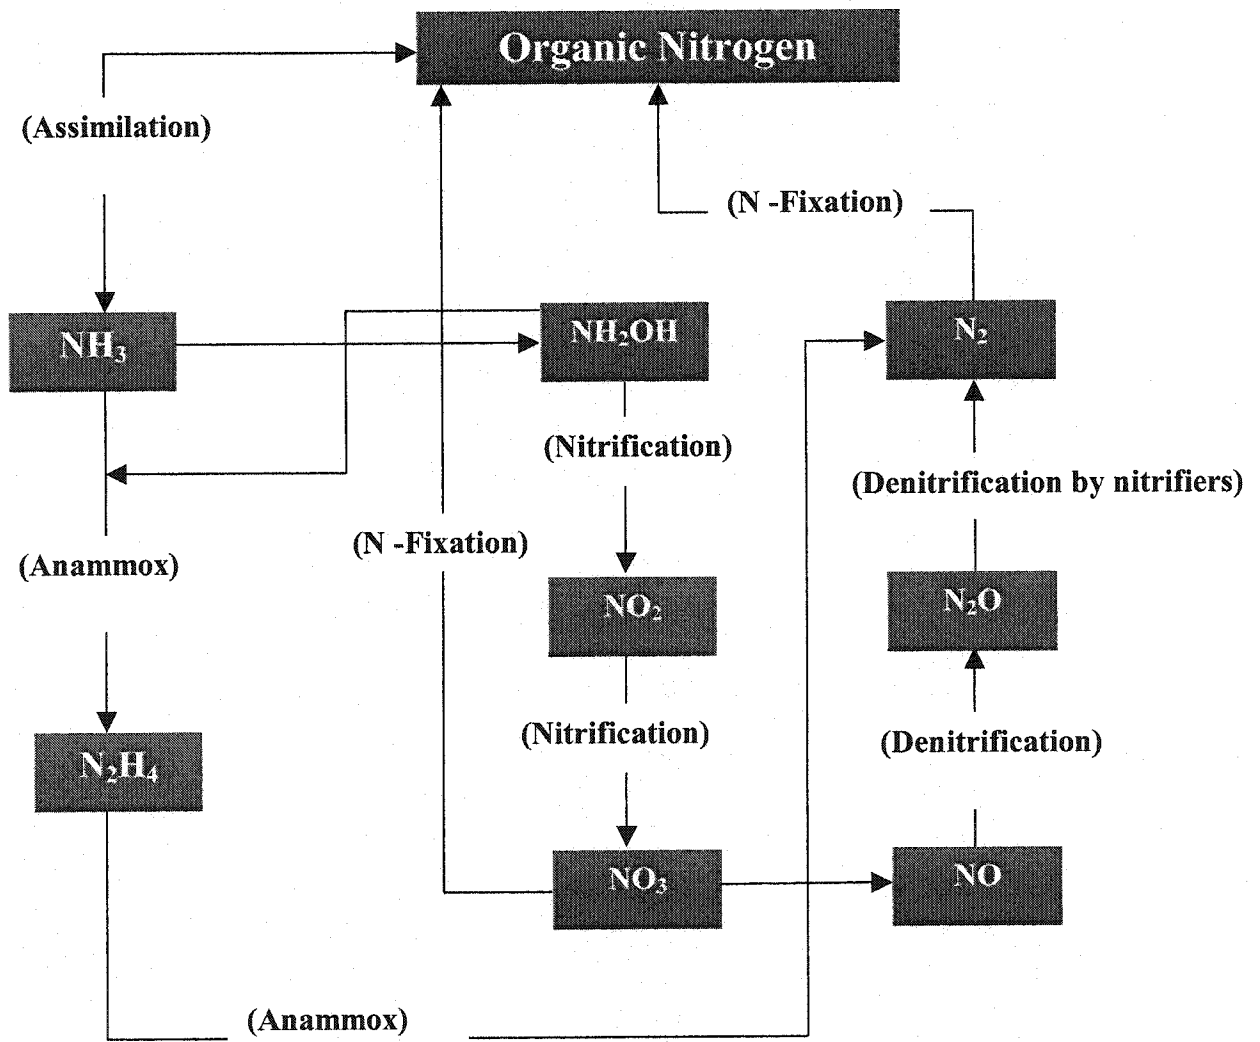 Organic Nitrogen
(Assimilation)
(N -Fixation)
NH₃
NH₂OH
N₂
(Nitrification)
(Denitrification by nitrifiers)
(N -Fixation)
(Anammox)
NO₂
N₂O
(Nitrification)
(Denitrification)
N₂H₄
NO₃
NO
(Anammox)